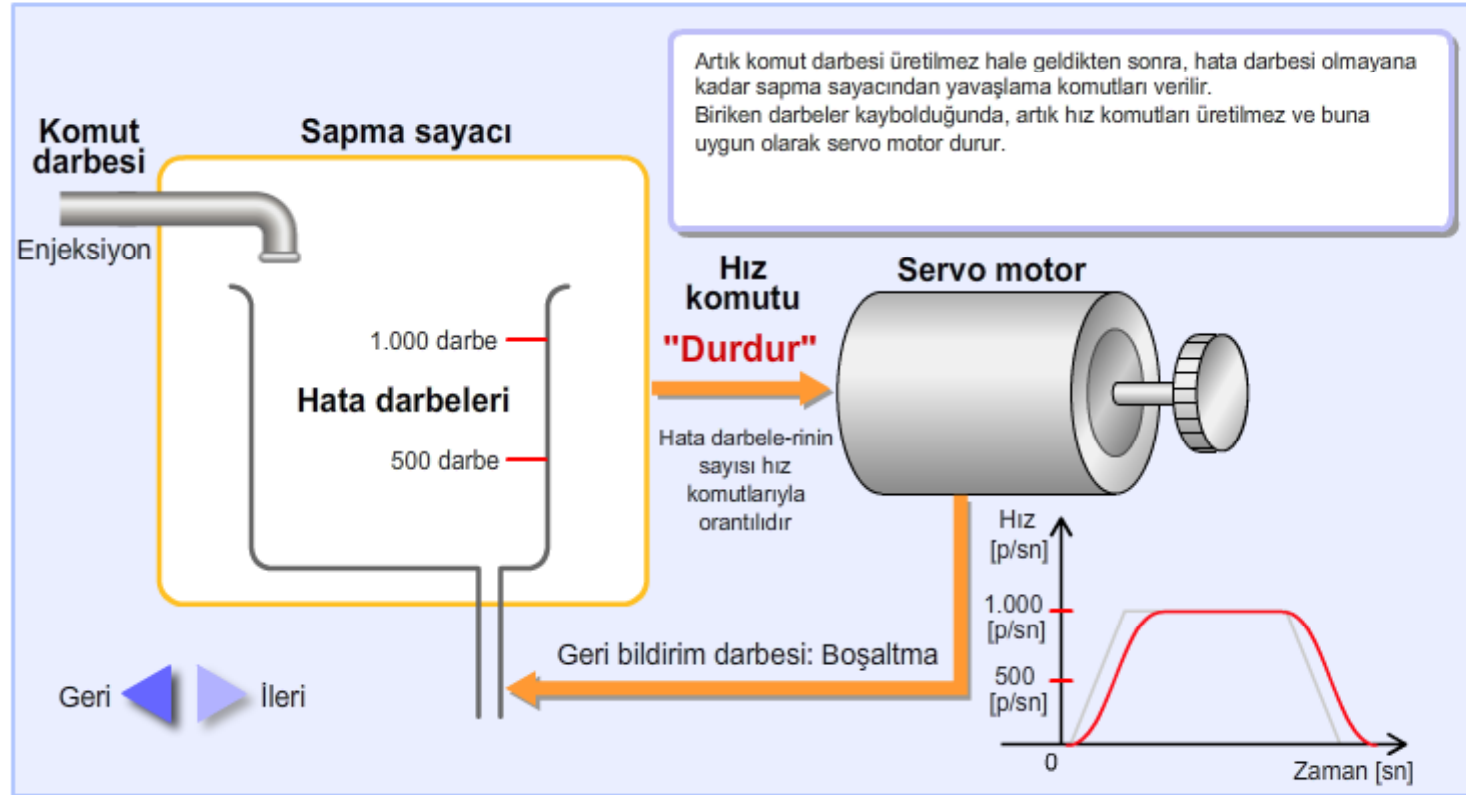 Artık komut darbesi üretilmez hale geldikten sonra, hata darbesi olmayana
kadar sapma sayacından yavaşlama komutları verilir.
Biriken darbeler kaybolduğunda, artık hız komutları üretilmez ve buna
uygun olarak servo motor durur.
Komut
darbesi
Enjeksiyon
Sapma sayacı
1.000 darbe
Hata darbeleri
500 darbe
Hız
komutu
"Durdur"
Hata darbele-rinin
sayısı hız
komutlarıyla
orantılıdır
Servo motor
Geri bildirim darbesi: Boşaltma
Hız
[p/sn]
1.000
[p/sn]
500
[p/sn]
0
Zaman [sn]
Geri
İleri